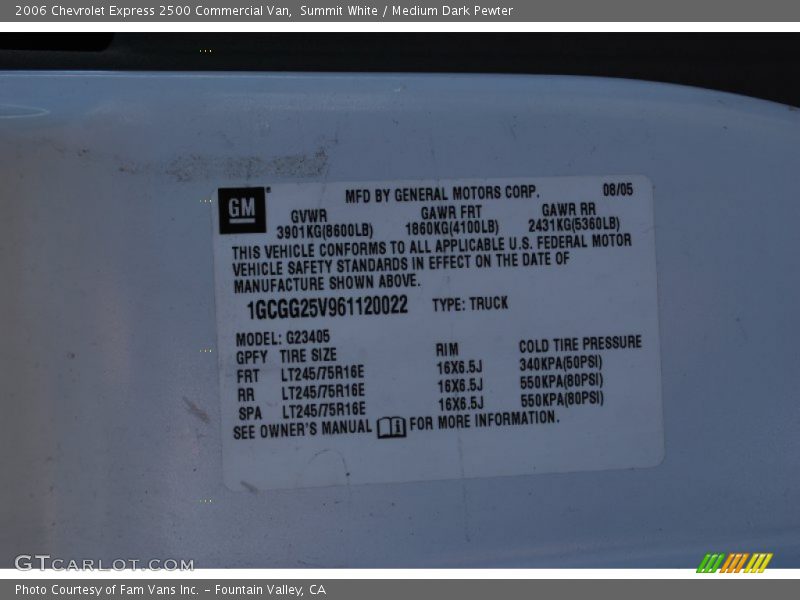 2006 Chevrolet Express 2500 Commercial Van, Summit White / Medium Dark Pewter
GM
MFD BY GENERAL MOTORS CORP. 08/05
GVWR GAWR FRT GAWR RR
3901KG(8600LB) 1860KG(4100LB) 2431KG(5360LB)
THIS VEHICLE CONFORMS TO ALL APPLICABLE U.S. FEDERAL MOTOR
VEHICLE SAFETY STANDARDS IN EFFECT ON THE DATE OF
MANUFACTURE SHOWN ABOVE.
1GCGG25V961120022 TYPE: TRUCK
MODEL: G23405
GPFY TIRE SIZE RIM COLD TIRE PRESSURE
FRT LT245/75R16E 16X6.5J 340KPA(50PSI)
RR LT245/75R16E 16X6.5J 550KPA(80PSI)
SPA LT245/75R16E 16X6.5J 550KPA(80PSI)
SEE OWNER'S MANUAL FOR MORE INFORMATION.
GTcarlot.com
Photo Courtesy of Fam Vans Inc. - Fountain Valley, CA